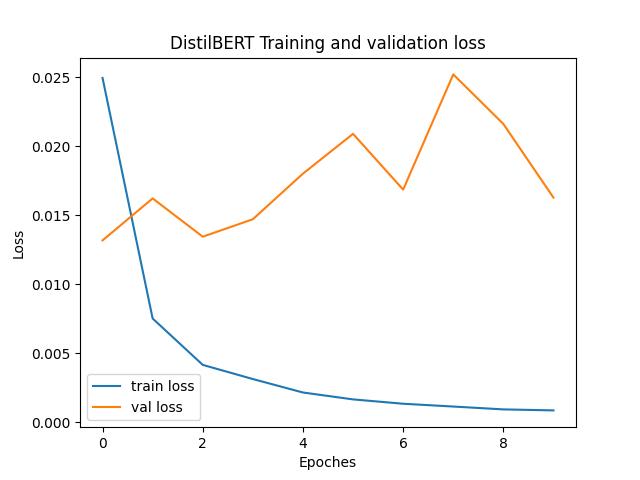 DistilBERT Training and validation loss
0.025
0.020
0.015
0.010
0.005
0.000
Loss
train loss
val loss
0 2 4 6 8
Epoches